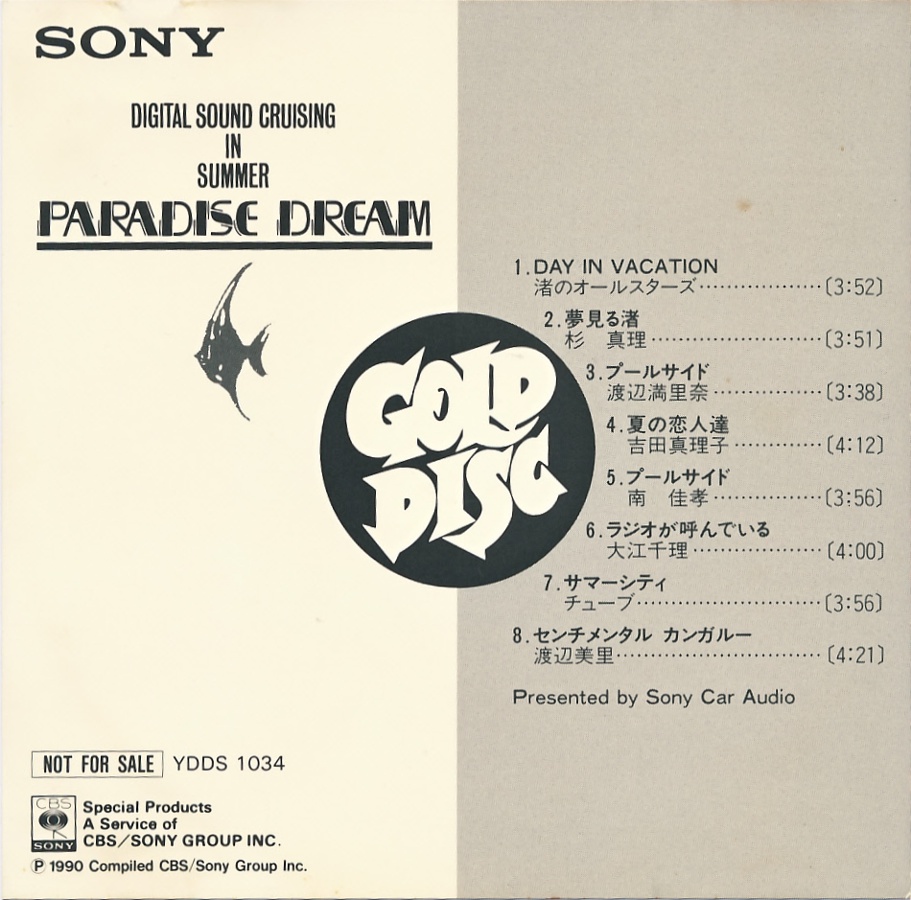 SONY
DIGITAL SOUND CRUISING
IN
SUMMER
PARADISE DREAM
GOLD
DISC
1.DAY IN VACATION
渚のオールスターズ··················〔3:52〕
2.夢見る渚
杉　真理·························〔3:51〕
3.プールサイド
渡辺満里奈·················〔3:38〕
4.夏の恋人達
吉田真理子·············〔4:12〕
5.プールサイド
南　佳孝················〔3:56〕
6.ラジオが呼んでいる
大江千理···················〔4:00〕
7.サマーシティ
チューブ···························〔3:56〕
8.センチメンタル カンガルー
渡辺美里······························〔4:21〕
Presented by Sony Car Audio
NOT FOR SALE YDDS 1034
CBS
SONY
Special Products
A Service of
CBS/SONY GROUP INC.
Ⓟ 1990 Compiled CBS/Sony Group Inc.